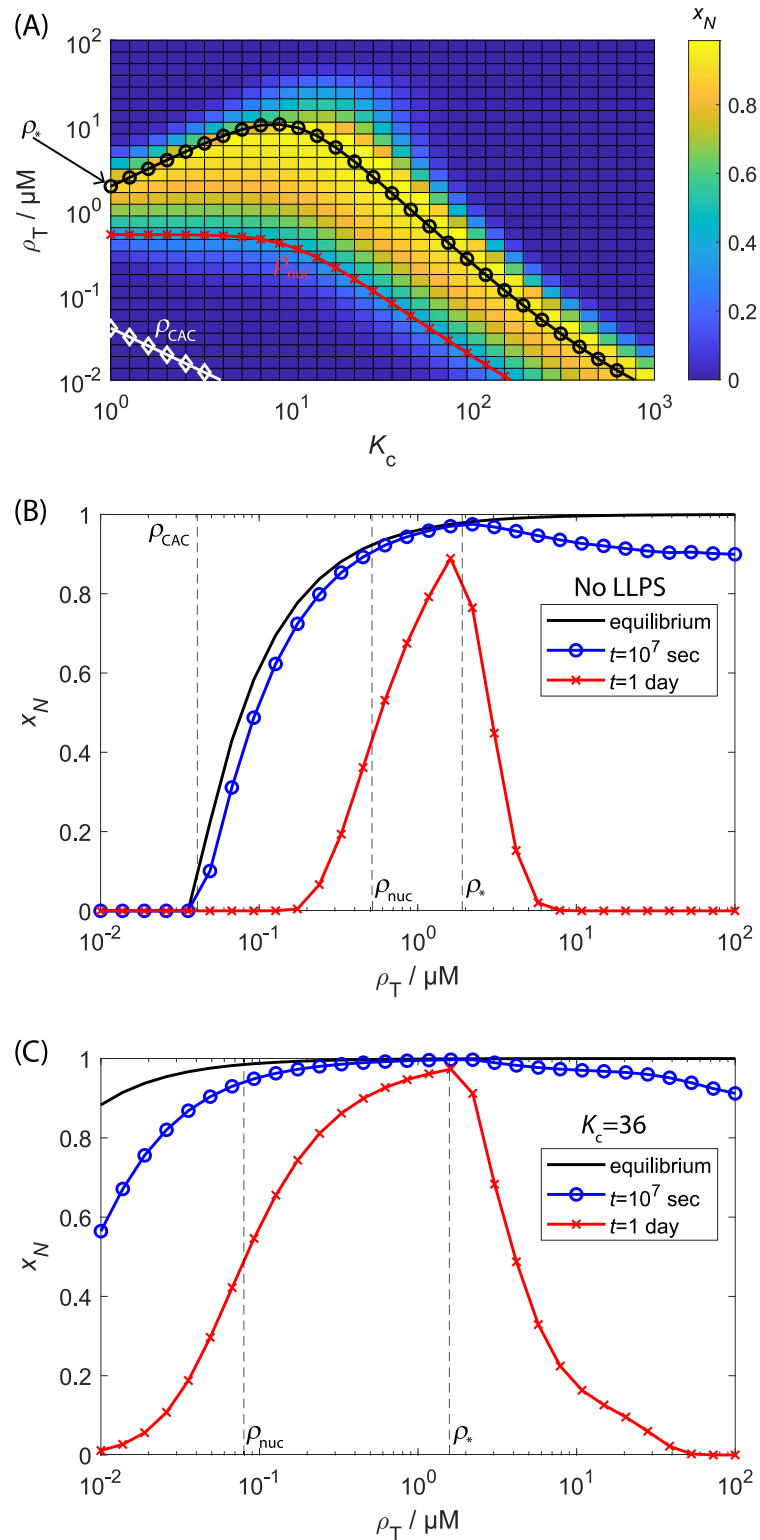 (A)
x_N
10^2
10^1
10^0
10^-1
10^-2
ρ_T / μM
ρ_*
ρ_nuc
ρ_CAC
10^0 10^1 10^2 10^3
K_c
0.8
0.6
0.4
0.2
0
(B)
1
0.8
0.6
0.4
0.2
0
x_N
ρ_CAC
No LLPS
equilibrium
t=10^7 sec
t=1 day
ρ_nuc
ρ_*
10^-2 10^-1 10^0 10^1 10^2
ρ_T / μM
(C)
1
0.8
0.6
0.4
0.2
0
x_N
K_c=36
equilibrium
t=10^7 sec
t=1 day
ρ_nuc
ρ_*
10^-2 10^-1 10^0 10^1 10^2
ρ_T / μM